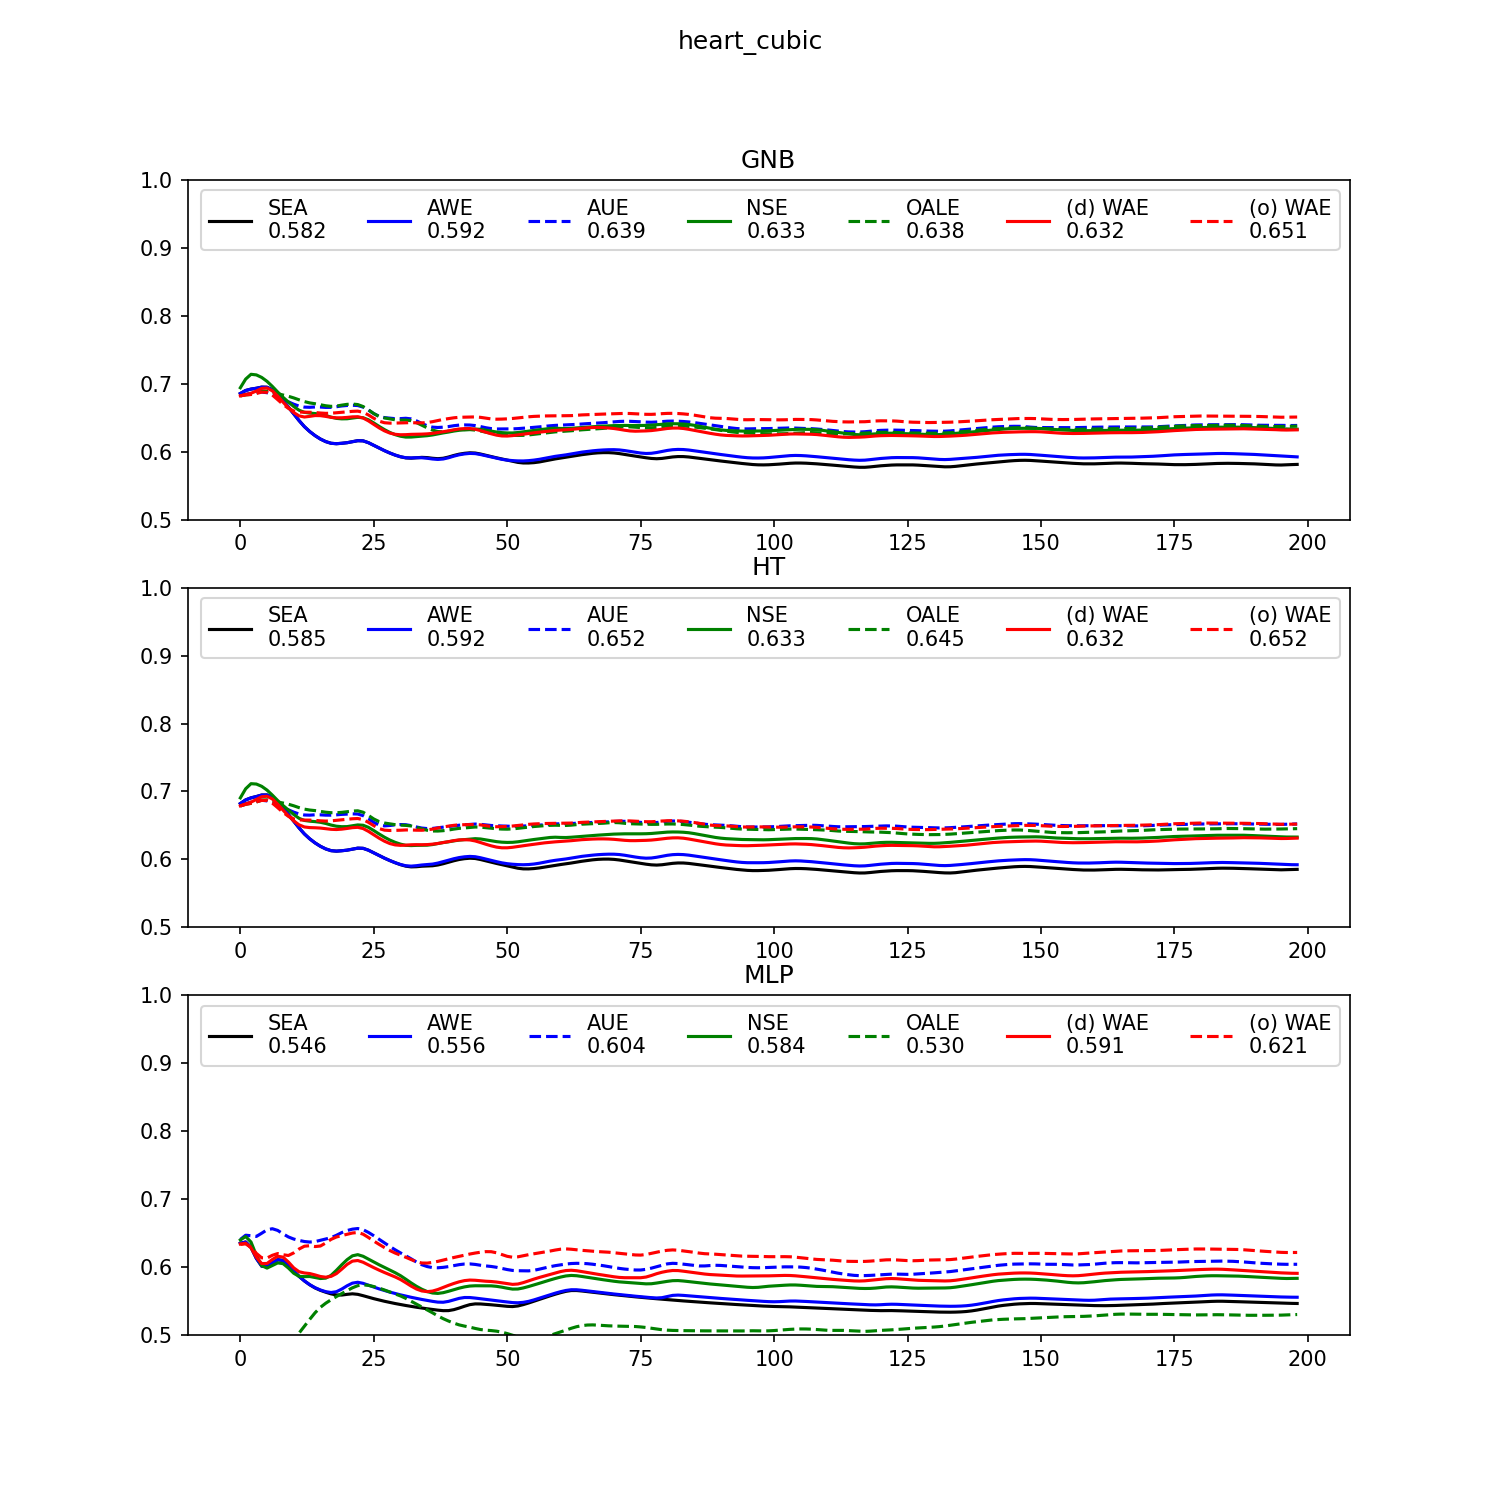 heart_cubic
GNB
1.0
SEA AWE AUE NSE OALE (d) WAE (o) WAE
0.582 0.592 0.639 0.633 0.638 0.632 0.651
0.9
0.8
0.7
0.6
0.5
0 25 50 75 100 125 150 175 200
HT
1.0
SEA AWE AUE NSE OALE (d) WAE (o) WAE
0.585 0.592 0.652 0.633 0.645 0.632 0.652
0.9
0.8
0.7
0.6
0.5
0 25 50 75 100 125 150 175 200
MLP
1.0
SEA AWE AUE NSE OALE (d) WAE (o) WAE
0.546 0.556 0.604 0.584 0.530 0.591 0.621
0.9
0.8
0.7
0.6
0.5
0 25 50 75 100 125 150 175 200